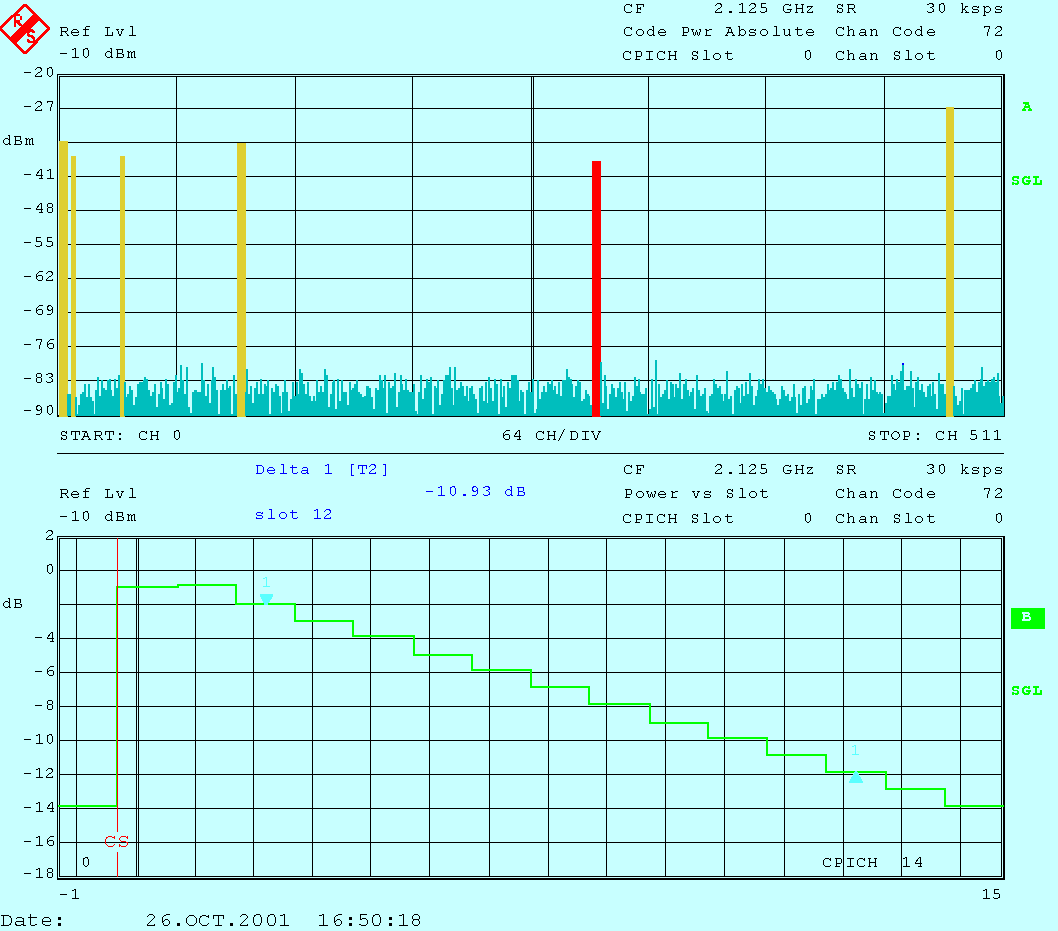 R
S
CF 2.125 GHz SR 30 ksps
Ref Lvl Code Pwr Absolute Chan Code 72
-10 dBm CPICH Slot 0 Chan Slot 0
-20
-27
A
dBm
-41
SGL
-48
-55
-62
-69
-76
-83
-90
START: CH 0 64 CH/DIV STOP: CH 511
Delta 1 [T2] CF 2.125 GHz SR 30 ksps
Ref Lvl -10.93 dB Power vs Slot Chan Code 72
-10 dBm slot 12 CPICH Slot 0 Chan Slot 0
2
0
1
dB
B
-4
-6
SGL
-8
-10
1
-12
-14
-16
CS
0 CPICH 14
-18
-1 15
Date: 26.OCT.2001 16:50:18